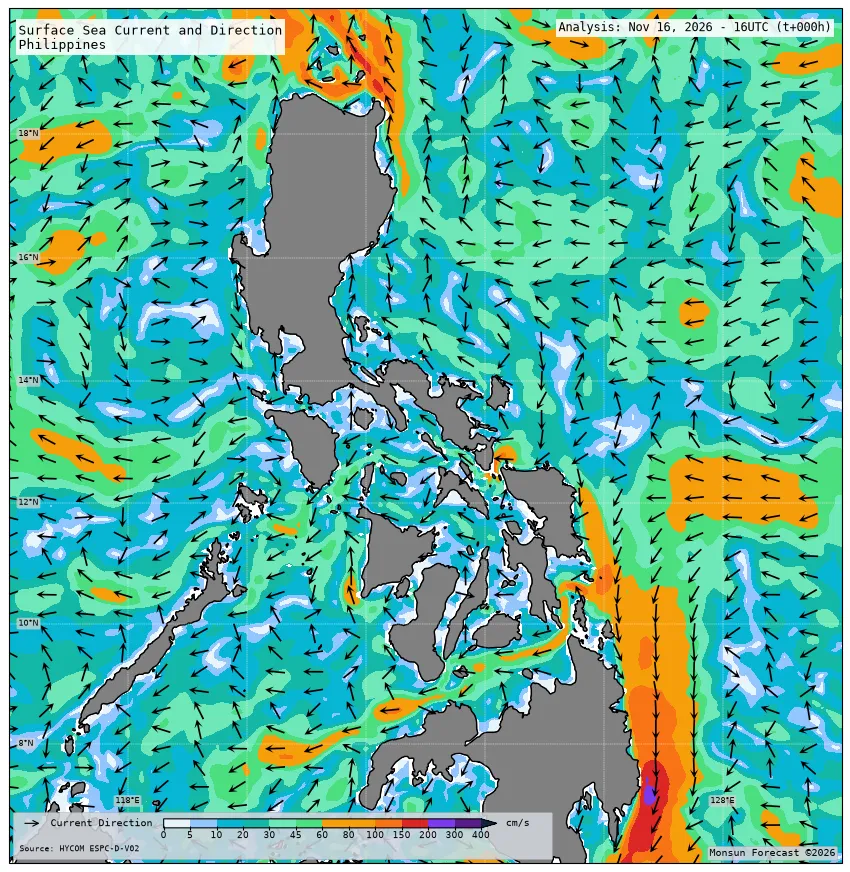 Surface Sea Current and Direction
Philippines
Analysis: Nov 16, 2026 - 16UTC (t+000h)
18°N
16°N
14°N
12°N
10°N
8°N
118°E
128°E
Current Direction
0 5 10 20 30 45 60 80 100 150 200 300 400
cm/s
Source: HYCOM ESPC-D-V02
Monsun Forecast ©2026